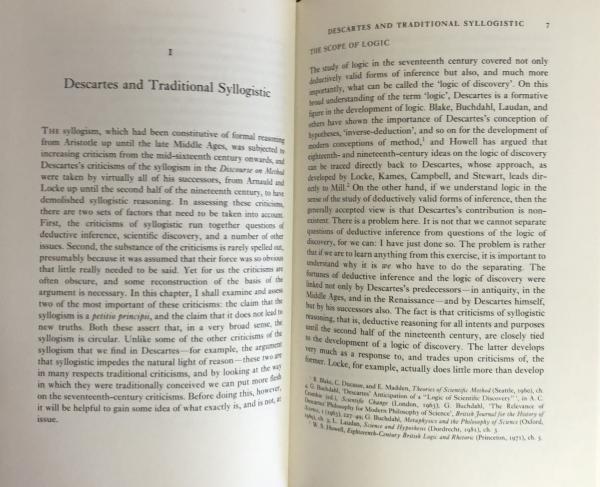 I
Descartes and Traditional Syllogistic
THE syllogism, which had been constitutive of formal reasoning
from Aristotle up until the late Middle Ages, was subjected to
increasing criticism from the mid-sixteenth century onwards, and
Descartes's criticisms of the syllogism in the Discourse on Method
were taken by virtually all of his successors, from Arnauld and
Locke up until the second half of the nineteenth century, to have
demolished syllogistic reasoning. In assessing these criticisms,
there are two sets of factors that need to be taken into account.
First, the criticisms of syllogistic run together questions of
deductive inference, scientific discovery, and a number of other
issues. Second, the substance of the criticisms is rarely spelled out,
presumably because it was assumed that their force was so obvious
that little really needed to be said. Yet for us the criticisms are
often obscure, and some reconstruction of the basis of the
argument is necessary. In this chapter, I shall examine and assess
two of the most important of these criticisms: the claim that the
syllogism is a petitio principii, and the claim that it does not lead to
new truths. Both these assert that, in a very broad sense, the
syllogism is circular. Unlike some of the other criticisms of the
syllogism that we find in Descartes—for example, the argument
that syllogistic impedes the natural light of reason—these two are
in many respects traditional criticisms, and by looking at the way
in which they were traditionally conceived we can put more flesh
on the seventeenth-century criticisms. Before doing this, however,
it will be helpful to gain some idea of what exactly is, and is not, at
issue.
DESCARTES AND TRADITIONAL SYLLOGISTIC 7
THE SCOPE OF LOGIC
The study of logic in the seventeenth century covered not only
deductively valid forms of inference but also, and much more
importantly, what can be called the 'logic of discovery'. On this
broad understanding of the term 'logic', Descartes is a formative
figure in the development of logic. Blake, Buchdahl, Laudan, and
others have shown the importance of Descartes's conception of
hypotheses, 'inverse-deduction', and so on for the development of
modern conceptions of method,¹ and Howell has argued that
eighteenth- and nineteenth-century ideas on the logic of discovery
can be traced directly back to Descartes, whose approach, as
developed by Locke, Kames, Campbell, and Stewart, leads dir-
ectly to Mill.² On the other hand, if we understand logic in the
sense of the study of deductively valid forms of inference, then the
generally accepted view is that Descartes's contribution is non-
existent. There is a problem here. It is not that we cannot separate
questions of deductive inference from questions of the logic of
discovery, for we can: I have just done so. The problem is rather
that if we are to learn anything from this exercise, it is important to
understand why it is we who have to do the separating. The
fortunes of deductive inference and the logic of discovery were
linked not only by Descartes's predecessors—in antiquity, in the
Middle Ages, and in the Renaissance—and by Descartes himself,
but by his successors also. The fact is that criticisms of syllogistic
reasoning, that is, deductive reasoning for all intents and purposes
until the second half of the nineteenth century, are closely tied
to the development of a logic of discovery. The latter develops
very much as a response to, and trades upon criticisms of, the
former. Locke, for example, actually does little more than develop
¹ R. Blake, C. Ducasse, and E. Madden, Theories of Scientific Method (Seattle, 1960), ch.
4; G. Buchdahl, 'Descartes' Anticipation of a "Logic of Scientific Discovery"', in A. C.
Crombie (ed.), Scientific Change (London, 1963); G. Buchdahl, 'The Relevance of
Descartes' Philosophy for Modern Philosophy of Science', British Journal for the History of
Science, 1 (1963), 227-49; G. Buchdahl, Metaphysics and the Philosophy of Science (Oxford,
1969), ch. 3; L. Laudan, Science and Hypothesis (Dordrecht, 1981), ch. 3.
² W. S. Howell, Eighteenth-Century British Logic and Rhetoric (Princeton, 1971), ch. 5.